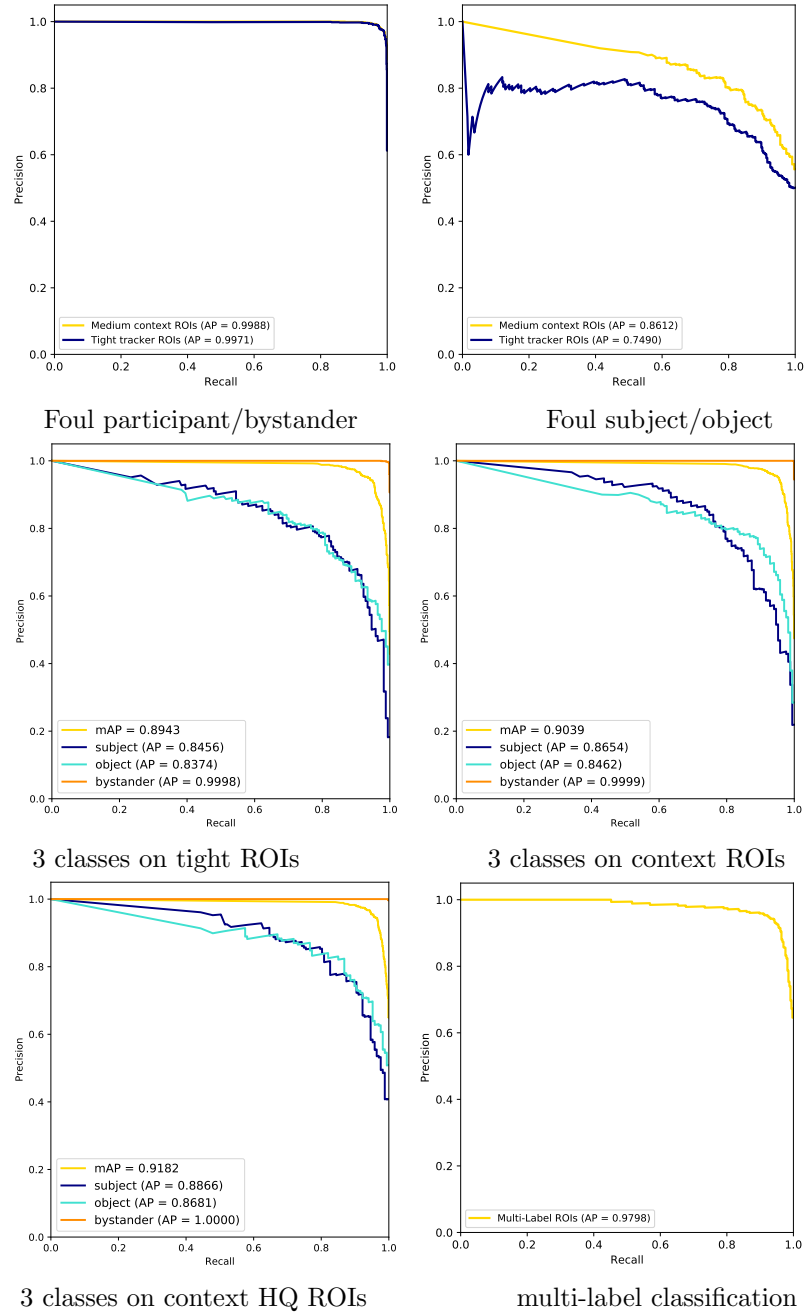 1.0
0.8
0.6
0.4
0.2
0.0
Precision
0.0 0.2 0.4 0.6 0.8 1.0
Recall
Medium context ROIs (AP = 0.9988)
Tight tracker ROIs (AP = 0.9971)
Foul participant/bystander
1.0
0.8
0.6
0.4
0.2
0.0
Precision
0.0 0.2 0.4 0.6 0.8 1.0
Recall
Medium context ROIs (AP = 0.8612)
Tight tracker ROIs (AP = 0.7490)
Foul subject/object
1.0
0.8
0.6
0.4
0.2
0.0
Precision
0.0 0.2 0.4 0.6 0.8 1.0
Recall
mAP = 0.8943
subject (AP = 0.8456)
object (AP = 0.8374)
bystander (AP = 0.9998)
3 classes on tight ROIs
1.0
0.8
0.6
0.4
0.2
0.0
Precision
0.0 0.2 0.4 0.6 0.8 1.0
Recall
mAP = 0.9039
subject (AP = 0.8654)
object (AP = 0.8462)
bystander (AP = 0.9999)
3 classes on context ROIs
1.0
0.8
0.6
0.4
0.2
0.0
Precision
0.0 0.2 0.4 0.6 0.8 1.0
Recall
mAP = 0.9182
subject (AP = 0.8866)
object (AP = 0.8681)
bystander (AP = 1.0000)
3 classes on context HQ ROIs
1.0
0.8
0.6
0.4
0.2
0.0
Precision
0.0 0.2 0.4 0.6 0.8 1.0
Recall
Multi-Label ROIs (AP = 0.9798)
multi-label classification